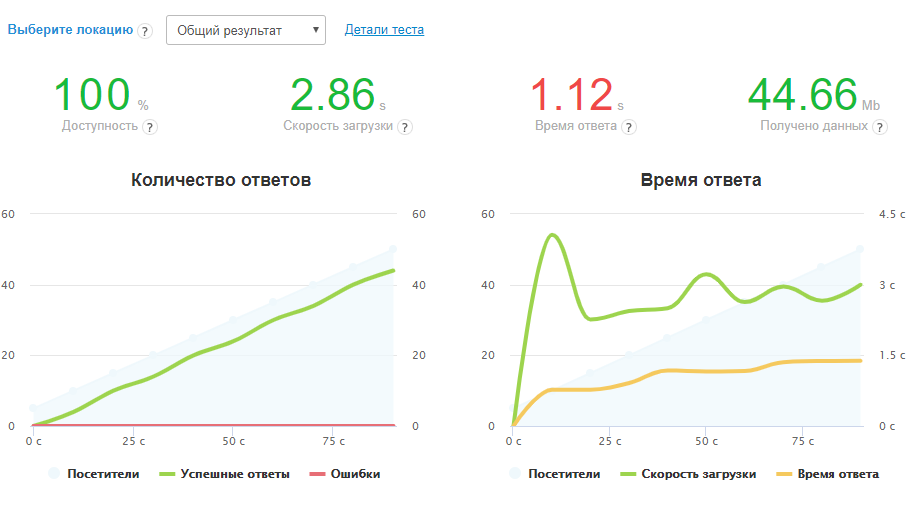 Выберите локацию ? Общий результат ▼ Детали теста
100 % 2.86 s 1.12 s 44.66 Mb
Доступность ? Скорость загрузки ? Время ответа ? Получено данных ?
Количество ответов Время ответа
60 60 60 4.5 с
40 40 40 3 с
20 20 20 1.5 с
0 0 0 0 с
0 с 25 с 50 с 75 с 0 с 25 с 50 с 75 с
Посетители Успешные ответы Ошибки Посетители Скорость загрузки Время ответа